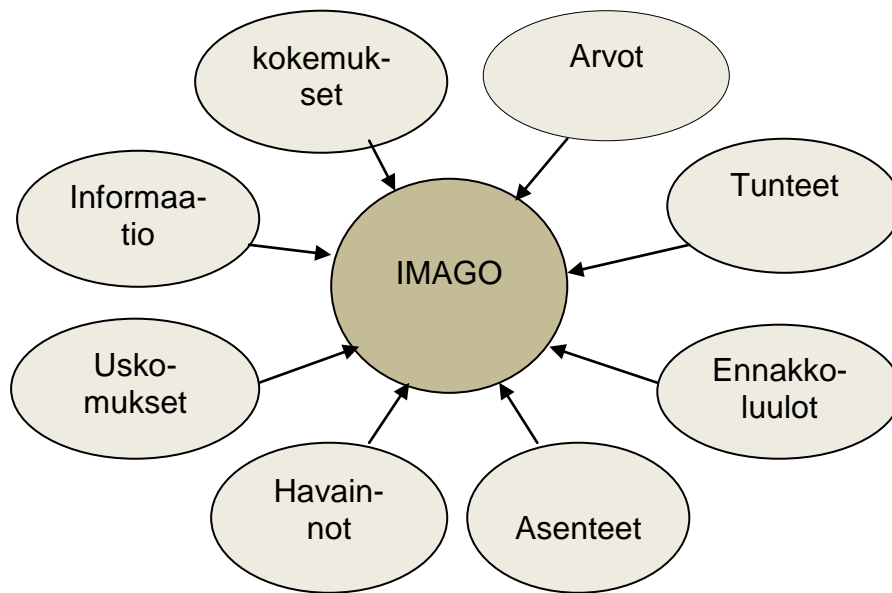 kokemuk-
set
Arvot
Informaa-
tio
Tunteet
IMAGO
Usko-
mukset
Ennakko-
luulot
Havain-
not
Asenteet